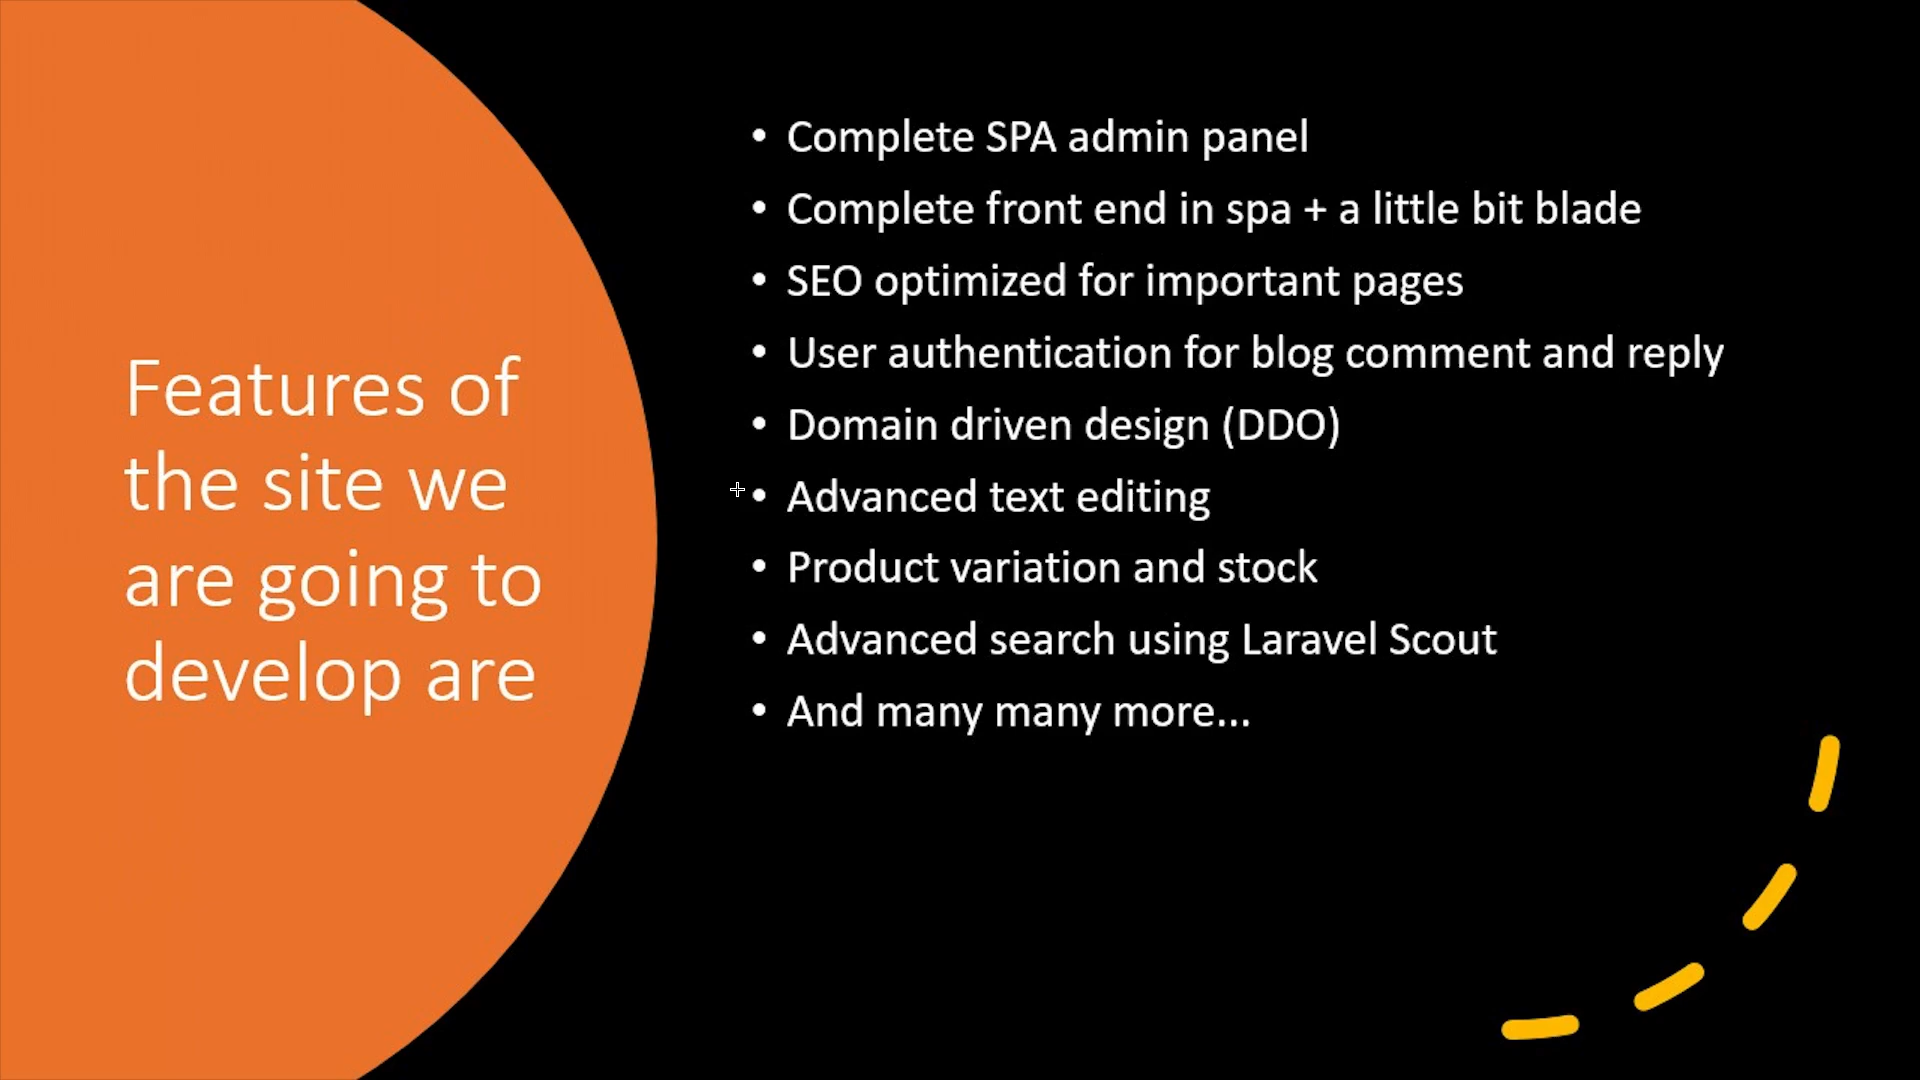 Features of
the site we
are going to
develop are
• Complete SPA admin panel
• Complete front end in spa + a little bit blade
• SEO optimized for important pages
• User authentication for blog comment and reply
• Domain driven design (DDO)
• Advanced text editing
• Product variation and stock
• Advanced search using Laravel Scout
• And many many more...